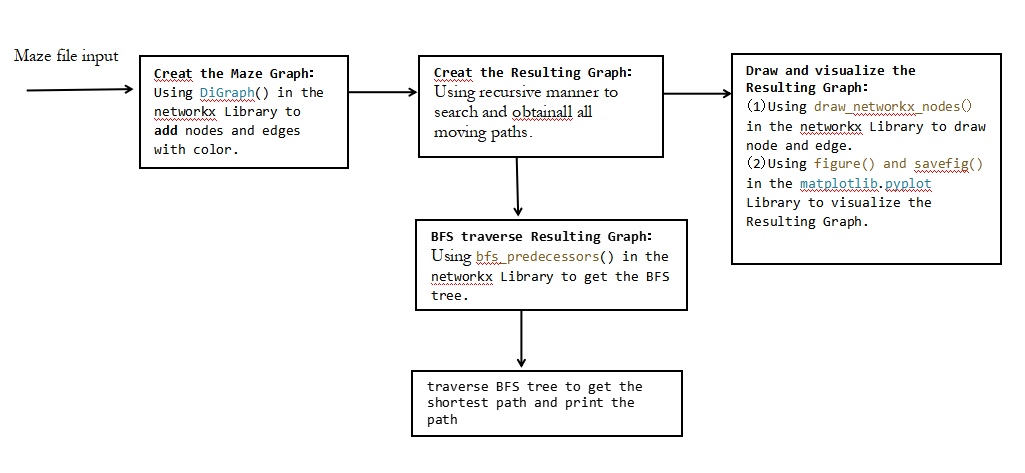 Maze file input
Creat the Maze Graph:
Using DiGraph() in the
networkx Library to
add nodes and edges
with color.
Creat the Resulting Graph:
Using recursive manner to
search and obtainall all
moving paths.
Draw and visualize the
Resulting Graph:
(1)Using draw_networkx_nodes()
in the networkx Library to draw
node and edge.
(2)Using figure() and savefig()
in the matplotlib.pyplot
Library to visualize the
Resulting Graph.
BFS traverse Resulting Graph:
Using bfs_predecessors() in the
networkx Library to get the BFS
tree.
traverse BFS tree to get the
shortest path and print the
path